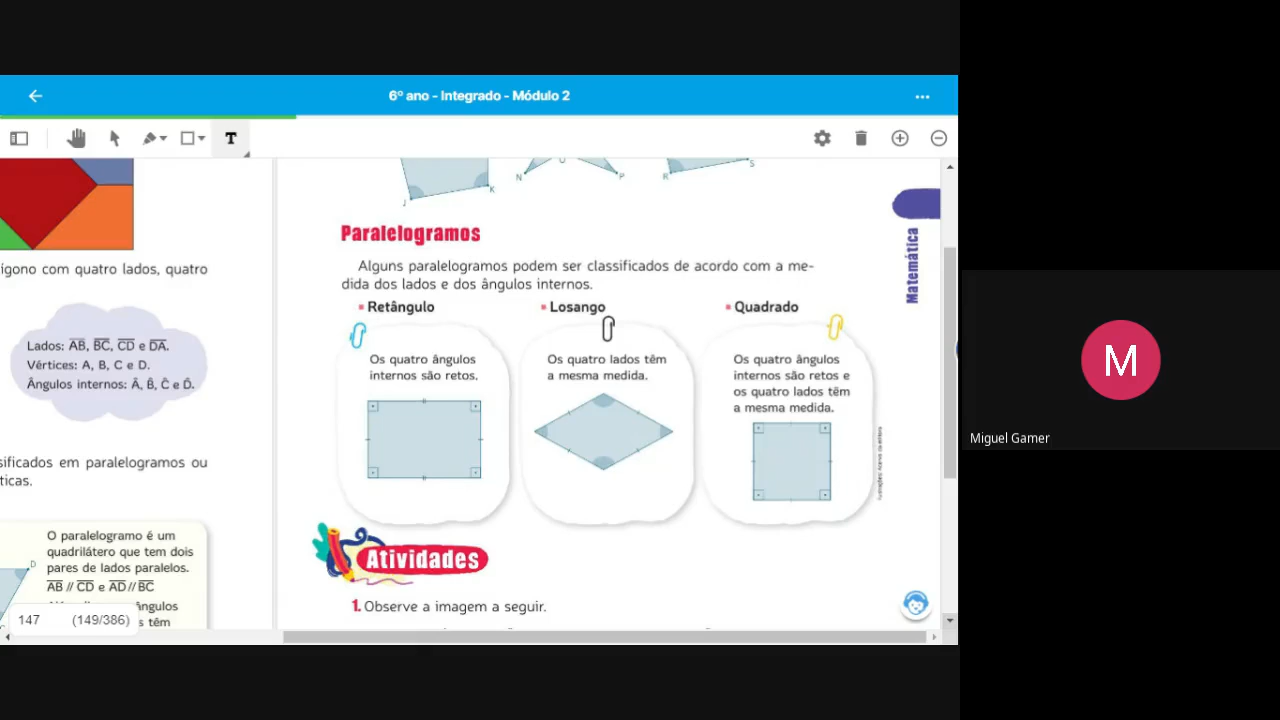 6º ano - Integrado - Módulo 2
T
ígono com quatro lados, quatro
Lados: AB, BC, CD e DA.
Vértices: A, B, C e D.
Ângulos internos: Â, B̂, Ĉ e D̂.
sificados em paralelogramos ou
ticas.
O paralelogramo é um
quadrilátero que tem dois
pares de lados paralelos.
AB // CD e AD // BC
ângulos
s têm
D
147 (149/386)
J
K
N
O
P
R
S
Paralelogramos
Alguns paralelogramos podem ser classificados de acordo com a me-
dida dos lados e dos ângulos internos.
Retângulo
Os quatro ângulos
internos são retos.
Losango
Os quatro lados têm
a mesma medida.
Quadrado
Os quatro ângulos
internos são retos e
os quatro lados têm
a mesma medida.
Atividades
1. Observe a imagem a seguir.
Matemática
M
Miguel Gamer